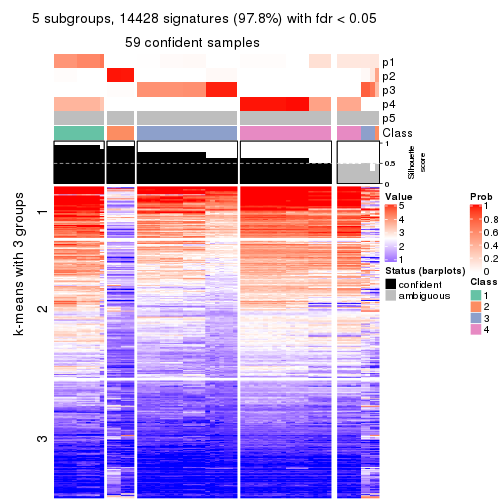 5 subgroups, 14428 signatures (97.8%) with fdr < 0.05
59 confident samples
p1
p2
p3
p4
p5
Class
1
0.5
0
Silhouette
score
k-means with 3 groups
1
2
3
Value
5
4
3
2
1
Status (barplots)
confident
ambiguous
Prob
1
0.8
0.6
0.4
0.2
0
Class
1
2
3
4